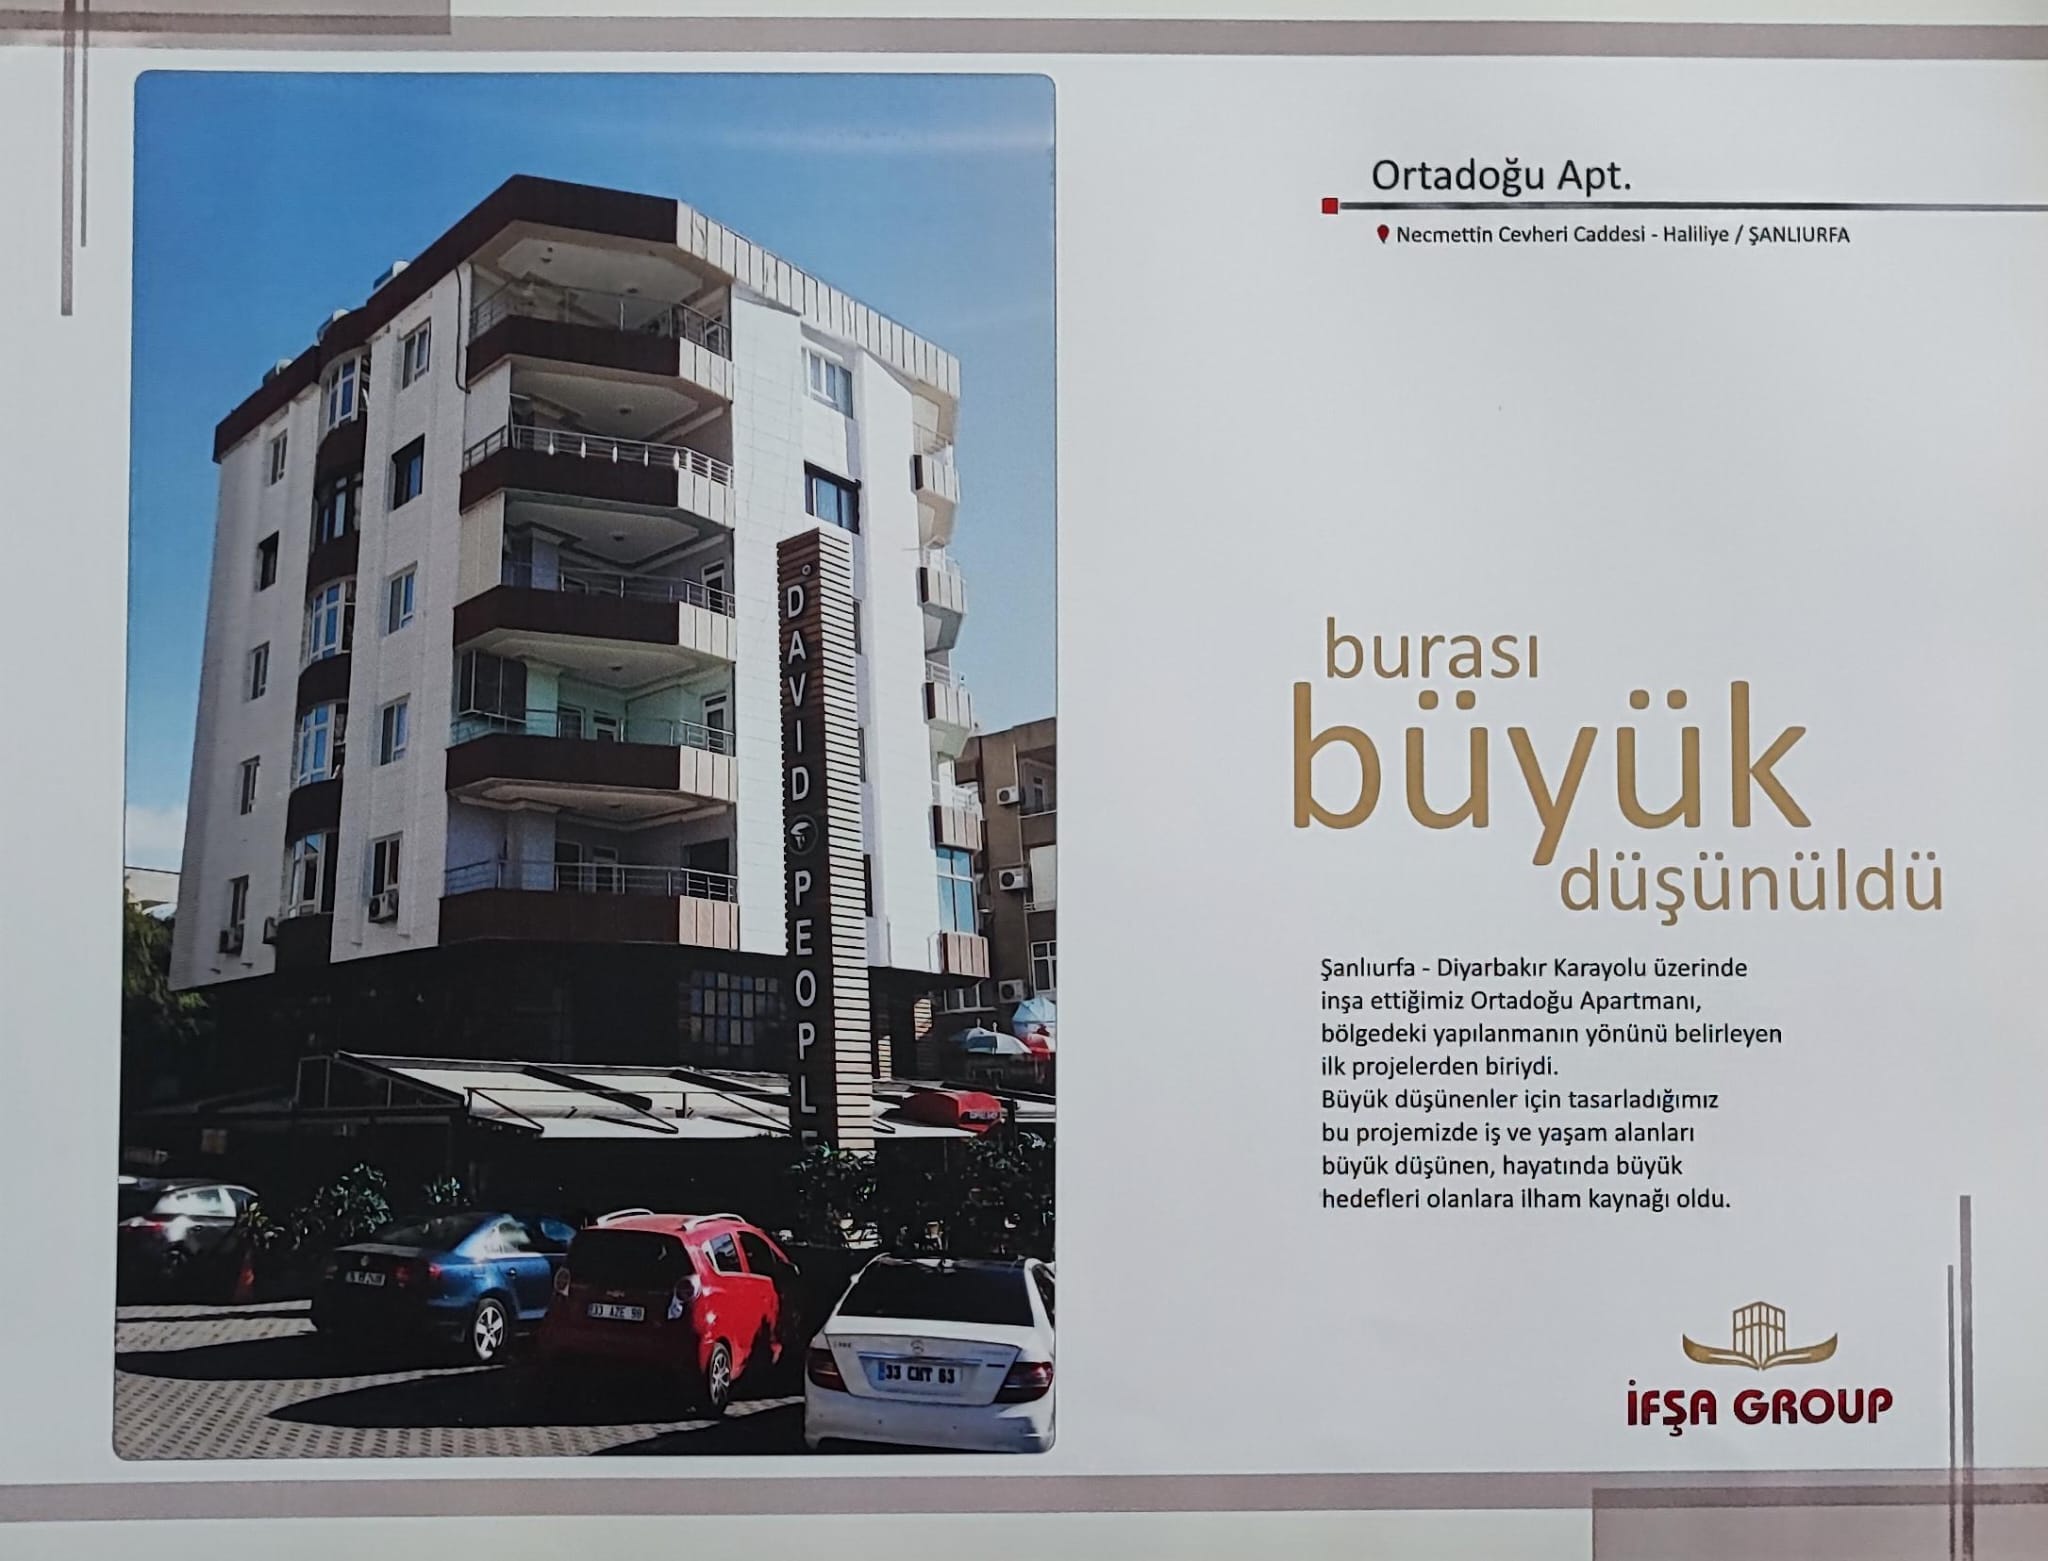 Ortadoğu Apt.
Necmettin Cevheri Caddesi - Haliliye / ŞANLIURFA
DAVID PEOPLE
burası
büyük
düşünüldü
Şanlıurfa - Diyarbakır Karayolu üzerinde
inşa ettiğimiz Ortadoğu Apartmanı,
bölgedeki yapılanmanın yönünü belirleyen
ilk projelerden biriydi.
Büyük düşünenler için tasarladığımız
bu projemizde iş ve yaşam alanları
büyük düşünen, hayatında büyük
hedefleri olanlara ilham kaynağı oldu.
33 AZE 98
33 CHT 63
İFŞA GROUP